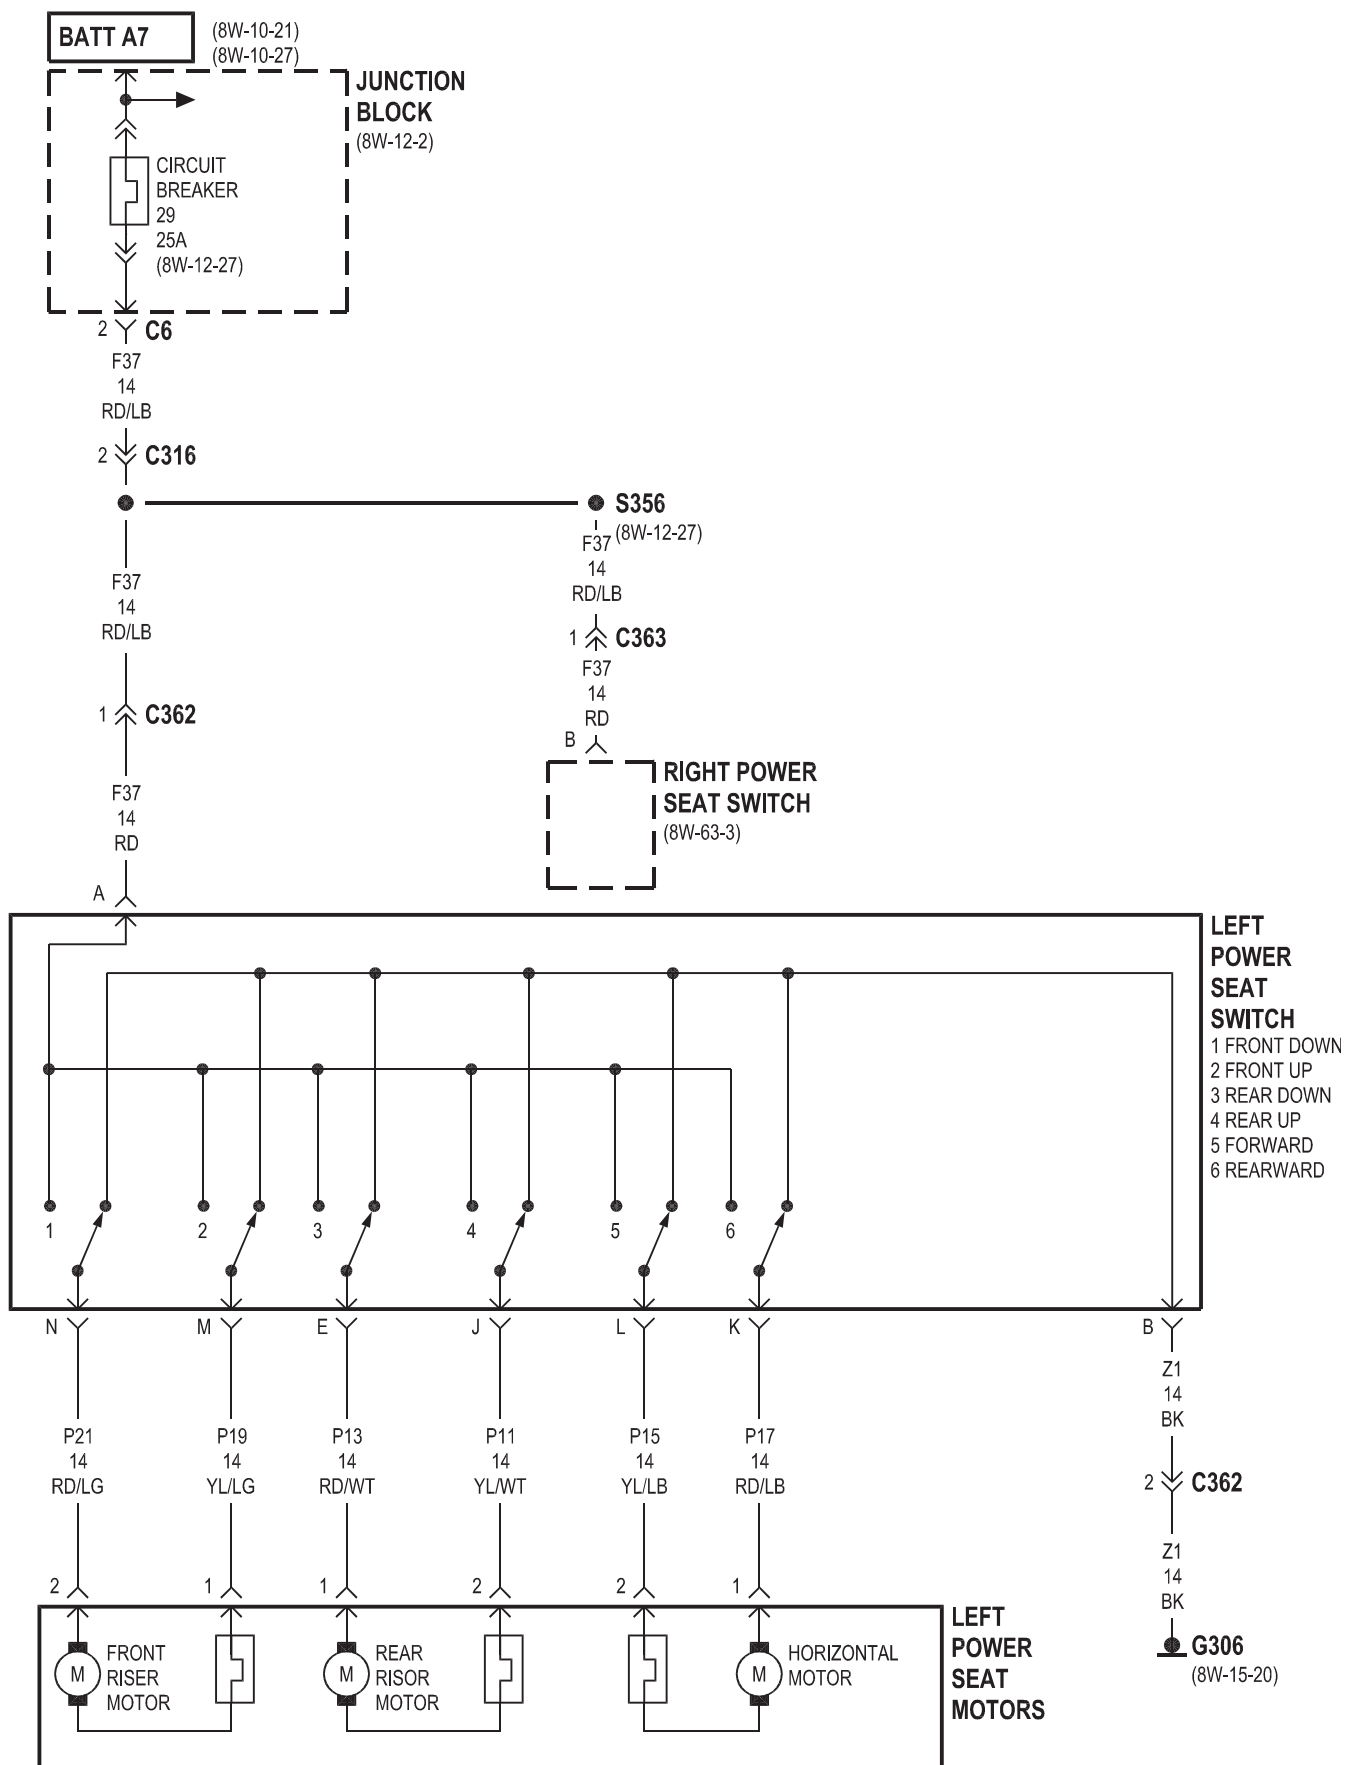 BATT A7
(8W-10-21)
(8W-10-27)
JUNCTION
BLOCK
(8W-12-2)
CIRCUIT
BREAKER
29
25A
(8W-12-27)
2
C6
F37
14
RD/LB
2
C316
S356
(8W-12-27)
F37
14
RD/LB
F37
14
RD/LB
1
C363
F37
14
RD
B
1
C362
F37
14
RD
A
RIGHT POWER
SEAT SWITCH
(8W-63-3)
LEFT
POWER
SEAT
SWITCH
1 FRONT DOWN
2 FRONT UP
3 REAR DOWN
4 REAR UP
5 FORWARD
6 REARWARD
1 2 3 4 5 6
N M E J L K B
P21
14
RD/LG
P19
14
YL/LG
P13
14
RD/WT
P11
14
YL/WT
P15
14
YL/LB
P17
14
RD/LB
Z1
14
BK
2
C362
Z1
14
BK
G306
(8W-15-20)
2 1 1 2 2 1
M
FRONT
RISER
MOTOR
M
REAR
RISOR
MOTOR
M
HORIZONTAL
MOTOR
LEFT
POWER
SEAT
MOTORS